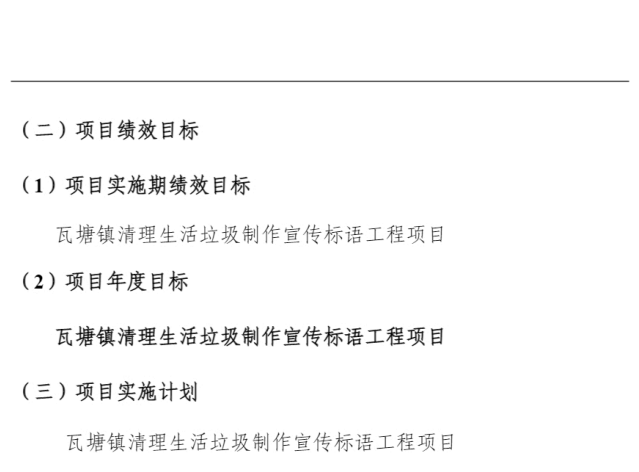 （二）项目绩效目标
（1）项目实施期绩效目标
瓦塘镇清理生活垃圾制作宣传标语工程项目
（2）项目年度目标
瓦塘镇清理生活垃圾制作宣传标语工程项目
（三）项目实施计划
瓦塘镇清理生活垃圾制作宣传标语工程项目